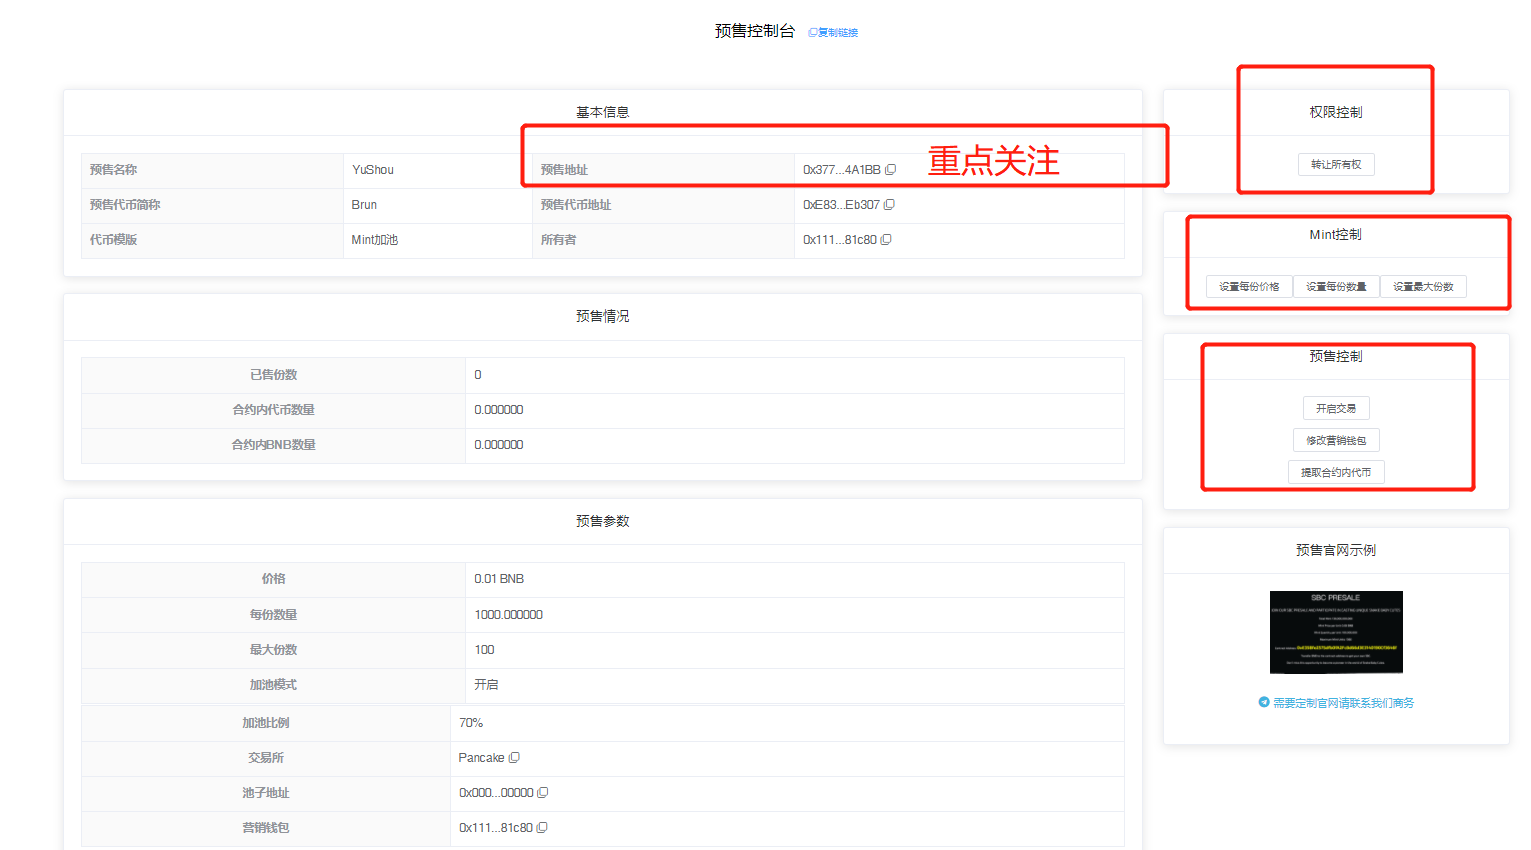 预售控制台 复制链接
基本信息
预售名称 YuShou 预售地址 0x377...4A1BB 重点关注
预售代币简称 Brun 预售代币地址 0xE83...Eb307
代币模版 Mint加池 所有者 0x111...81c80
预售情况
已售份数 0
合约内代币数量 0.000000
合约内BNB数量 0.000000
预售参数
价格 0.01 BNB
每份数量 1000.000000
最大份数 100
加池模式 开启
加池比例 70%
交易所 Pancake
池子地址 0x000...00000
营销钱包 0x111...81c80
权限控制
转让所有权
Mint控制
设置每份价格 设置每份数量 设置最大份数
预售控制
开启交易
修改营销钱包
提取合约内代币
预售官网示例
SBC PRESALE
需要定制官网请联系我们商务